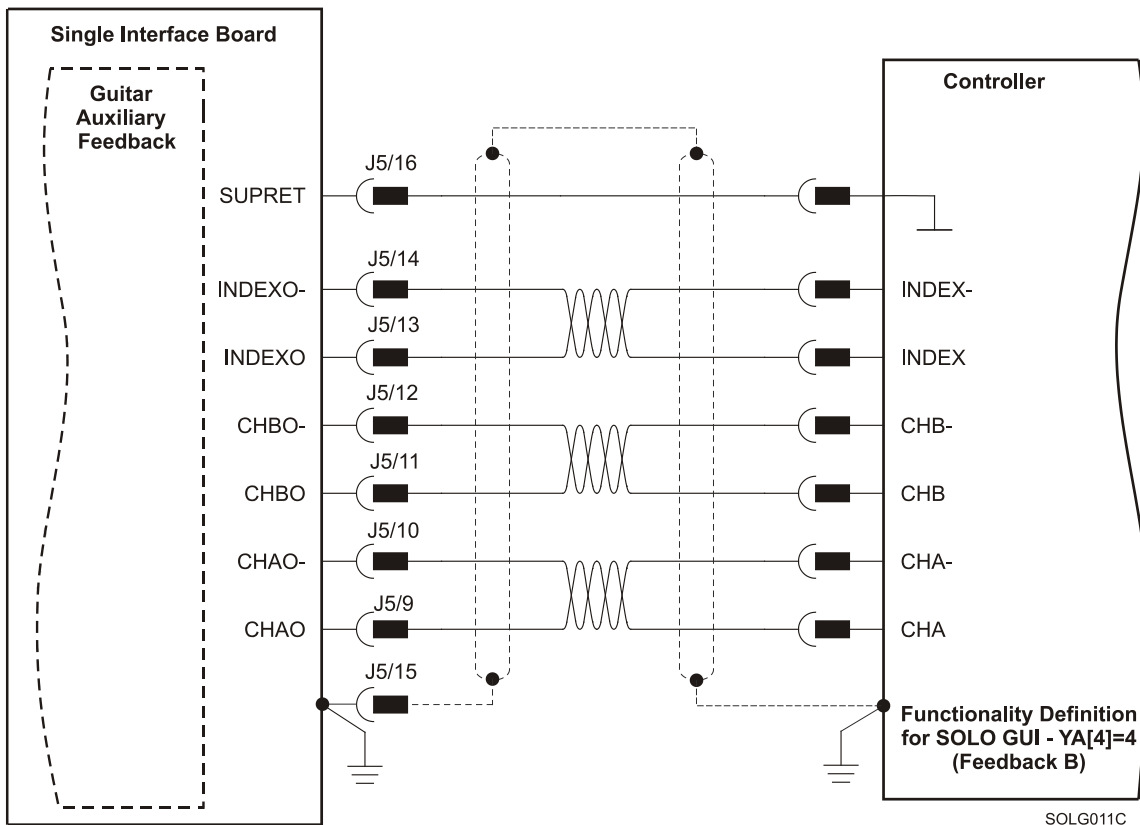 Single Interface Board
Guitar
Auxiliary
Feedback
Controller
J5/16
SUPRET
J5/14
INDEXO-
INDEX-
J5/13
INDEXO
INDEX
J5/12
CHBO-
CHB-
J5/11
CHBO
CHB
J5/10
CHAO-
CHA-
J5/9
CHAO
CHA
J5/15
Functionality Definition
for SOLO GUI - YA[4]=4
(Feedback B)
SOLG011C